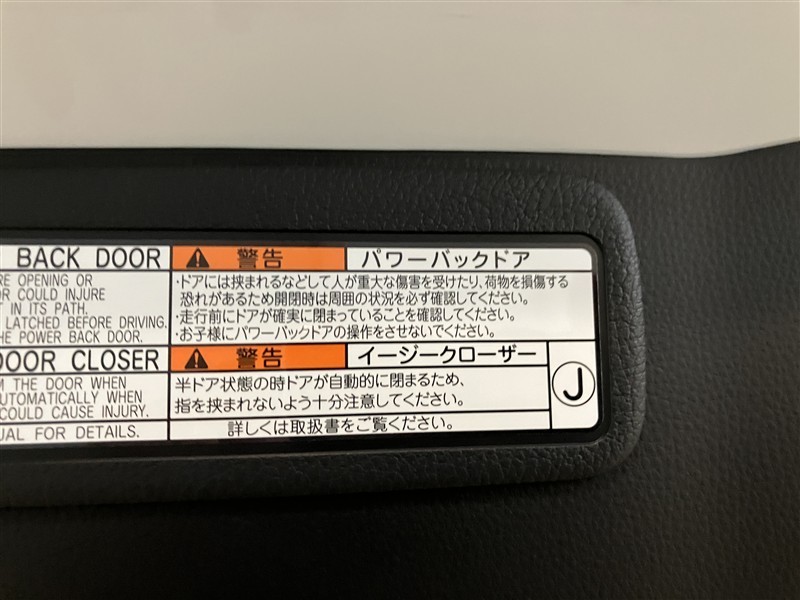 BACK DOOR
RE OPENING OR
OR COULD INJURE
T IN ITS PATH.
LATCHED BEFORE DRIVING.
HE POWER BACK DOOR.
警告 パワーバックドア
・ドアには挟まれるなどして人が重大な傷害を受けたり、荷物を損傷する
恐れがあるため開閉時は周囲の状況を必ず確認してください。
・走行前にドアが確実に閉まっていることを確認してください。
・お子様にパワーバックドアの操作をさせないでください。
DOOR CLOSER
M THE DOOR WHEN
AUTOMATICALLY WHEN
COULD CAUSE INJURY.
警告 イージークローザー
半ドア状態の時ドアが自動的に閉まるため、
指を挟まれないよう十分注意してください。
J
UAL FOR DETAILS.
詳しくは取扱書をご覧ください。